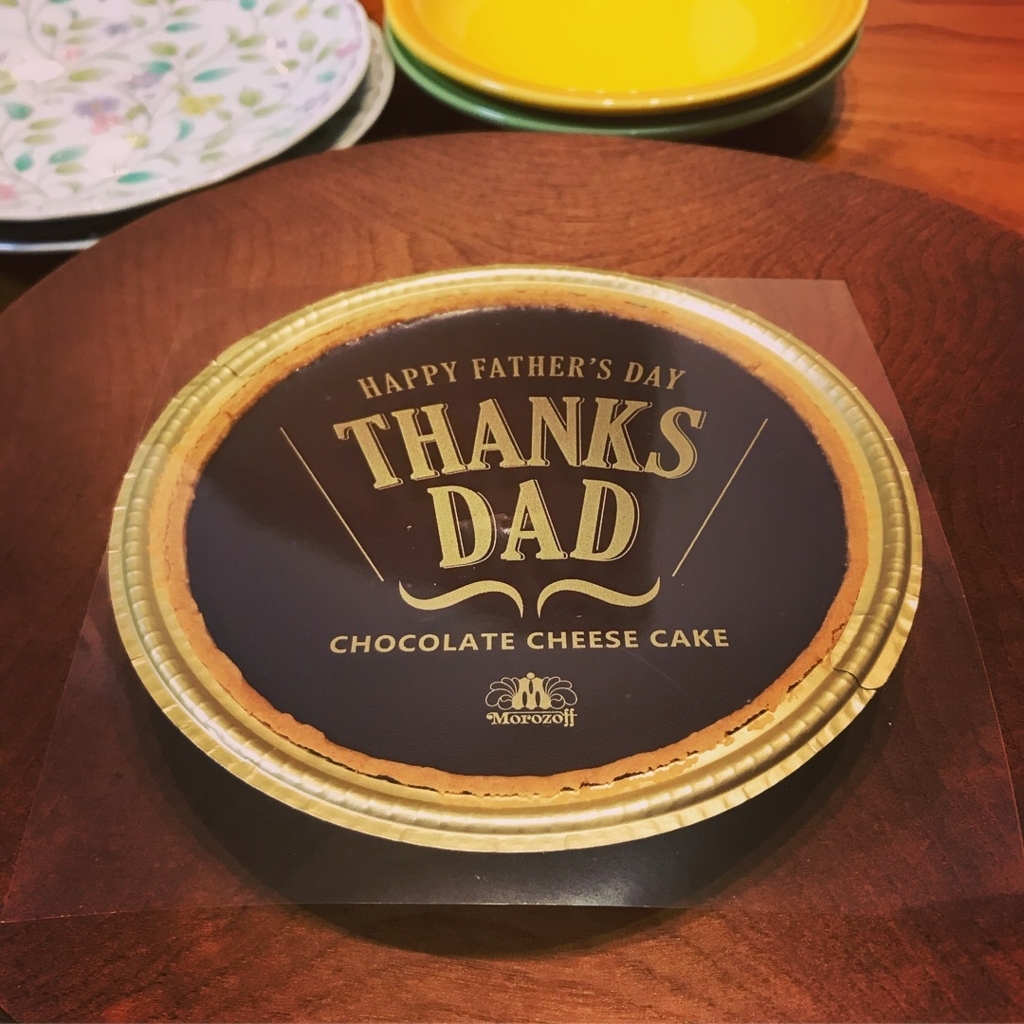 HAPPY FATHER'S DAY
THANKS
DAD
CHOCOLATE CHEESE CAKE
M
Morozoff